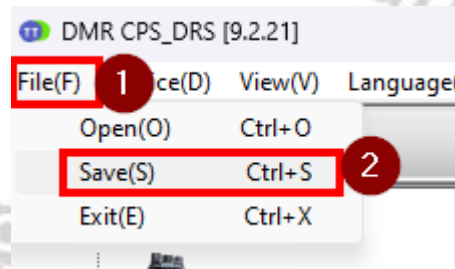 DMR CPS_DRS [9.2.21]
File(F) 1 ice(D) View(V) Language(
Open(O) Ctrl+O
Save(S) Ctrl+S 2
Exit(E) Ctrl+X